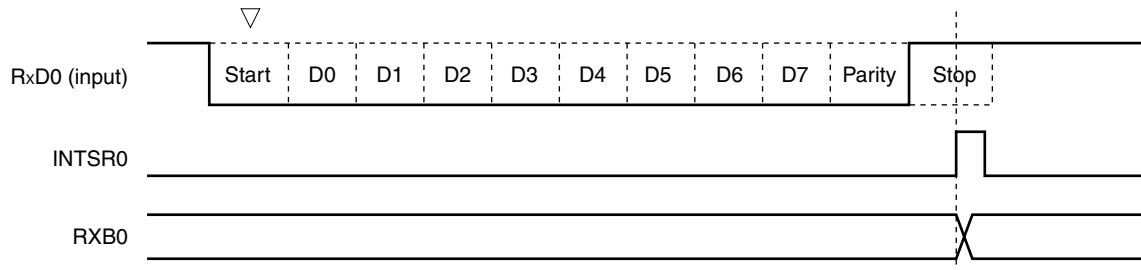 RxD0 (input) Start D0 D1 D2 D3 D4 D5 D6 D7 Parity Stop
INTSR0
RXB0